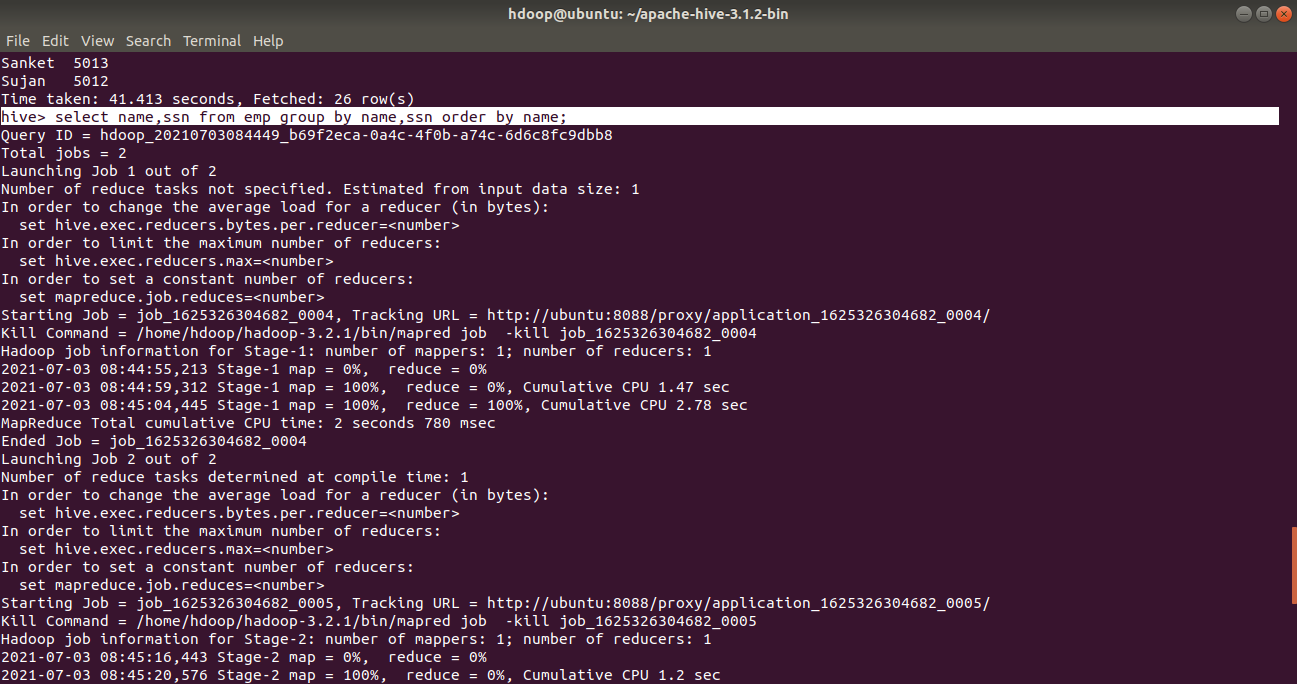 hdoop@ubuntu: ~/apache-hive-3.1.2-bin
File Edit View Search Terminal Help
Sanket  5013
Sujan   5012
Time taken: 41.413 seconds, Fetched: 26 row(s)
hive> select name,ssn from emp group by name,ssn order by name;
Query ID = hdoop_20210703084449_b69f2eca-0a4c-4f0b-a74c-6d6c8fc9dbb8
Total jobs = 2
Launching Job 1 out of 2
Number of reduce tasks not specified. Estimated from input data size: 1
In order to change the average load for a reducer (in bytes):
  set hive.exec.reducers.bytes.per.reducer=<number>
In order to limit the maximum number of reducers:
  set hive.exec.reducers.max=<number>
In order to set a constant number of reducers:
  set mapreduce.job.reduces=<number>
Starting Job = job_1625326304682_0004, Tracking URL = http://ubuntu:8088/proxy/application_1625326304682_0004/
Kill Command = /home/hdoop/hadoop-3.2.1/bin/mapred job  -kill job_1625326304682_0004
Hadoop job information for Stage-1: number of mappers: 1; number of reducers: 1
2021-07-03 08:44:55,213 Stage-1 map = 0%,  reduce = 0%
2021-07-03 08:44:59,312 Stage-1 map = 100%,  reduce = 0%, Cumulative CPU 1.47 sec
2021-07-03 08:45:04,445 Stage-1 map = 100%,  reduce = 100%, Cumulative CPU 2.78 sec
MapReduce Total cumulative CPU time: 2 seconds 780 msec
Ended Job = job_1625326304682_0004
Launching Job 2 out of 2
Number of reduce tasks determined at compile time: 1
In order to change the average load for a reducer (in bytes):
  set hive.exec.reducers.bytes.per.reducer=<number>
In order to limit the maximum number of reducers:
  set hive.exec.reducers.max=<number>
In order to set a constant number of reducers:
  set mapreduce.job.reduces=<number>
Starting Job = job_1625326304682_0005, Tracking URL = http://ubuntu:8088/proxy/application_1625326304682_0005/
Kill Command = /home/hdoop/hadoop-3.2.1/bin/mapred job  -kill job_1625326304682_0005
Hadoop job information for Stage-2: number of mappers: 1; number of reducers: 1
2021-07-03 08:45:16,443 Stage-2 map = 0%,  reduce = 0%
2021-07-03 08:45:20,576 Stage-2 map = 100%,  reduce = 0%, Cumulative CPU 1.2 sec